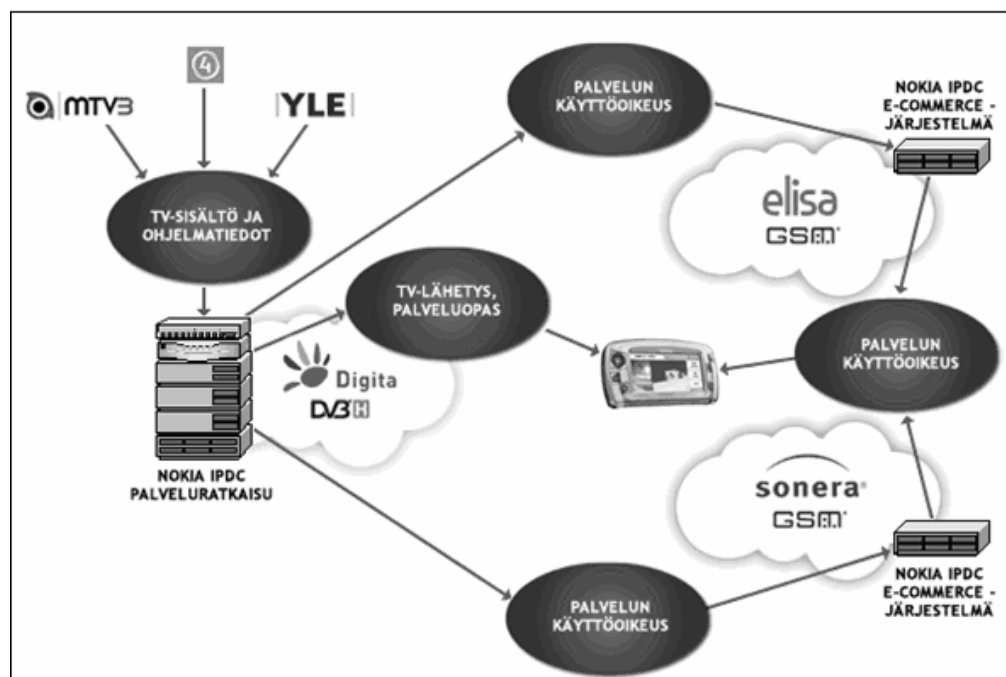 4
MTV3
YLE
TV-SISÄLTÖ JA
OHJELMATIEDOT
PALVELUN
KÄYTTÖOIKEUS
NOKIA IPDC
E-COMMERCE -
JÄRJESTELMÄ
elisa
GSM
TV-LÄHETYS,
PALVELUOPAS
Digita
DVB H
PALVELUN
KÄYTTÖOIKEUS
NOKIA IPDC
PALVELURATKAISU
sonera
GSM
PALVELUN
KÄYTTÖOIKEUS
NOKIA IPDC
E-COMMERCE -
JÄRJESTELMÄ